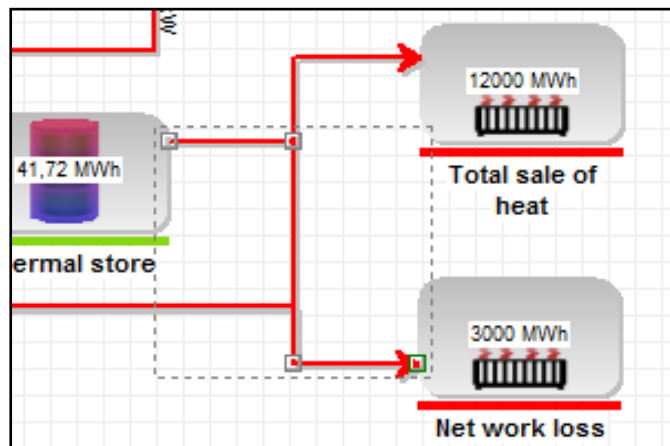 12000 MWh
Total sale of
heat
41,72 MWh
ermal store
3000 MWh
Net work loss